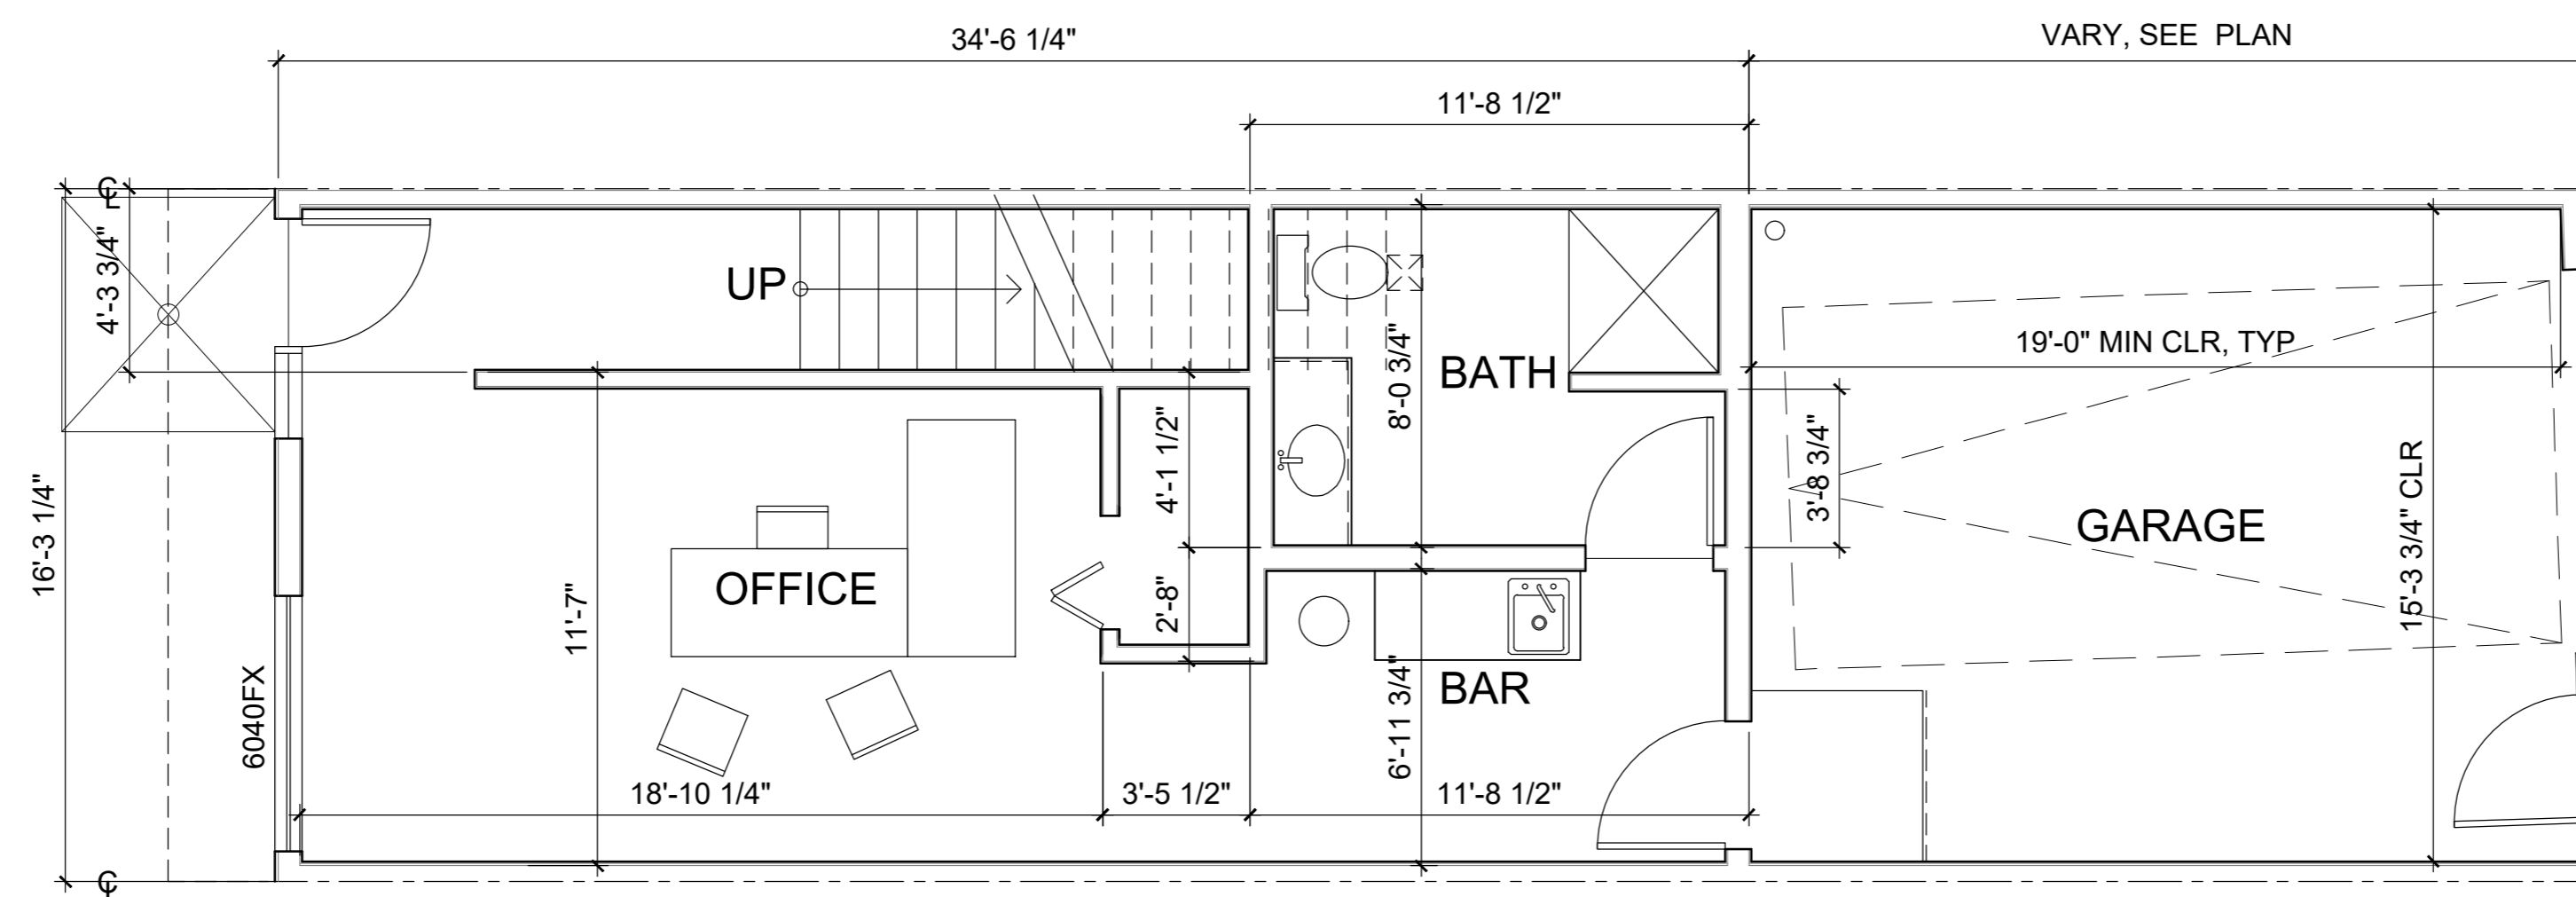 34'-6 1/4"
VARY, SEE  PLAN
11'-8 1/2"
℄
4'-3 3/4"
UP
8'-0 3/4"
BATH
19'-0" MIN CLR, TYP
4'-1 1/2"
3'-8 3/4"
16'-3 1/4"
15'-3 3/4" CLR
GARAGE
OFFICE
11'-7"
2'-8"
6040FX
BAR
6'-11 3/4"
18'-10 1/4"
3'-5 1/2"
11'-8 1/2"
℄